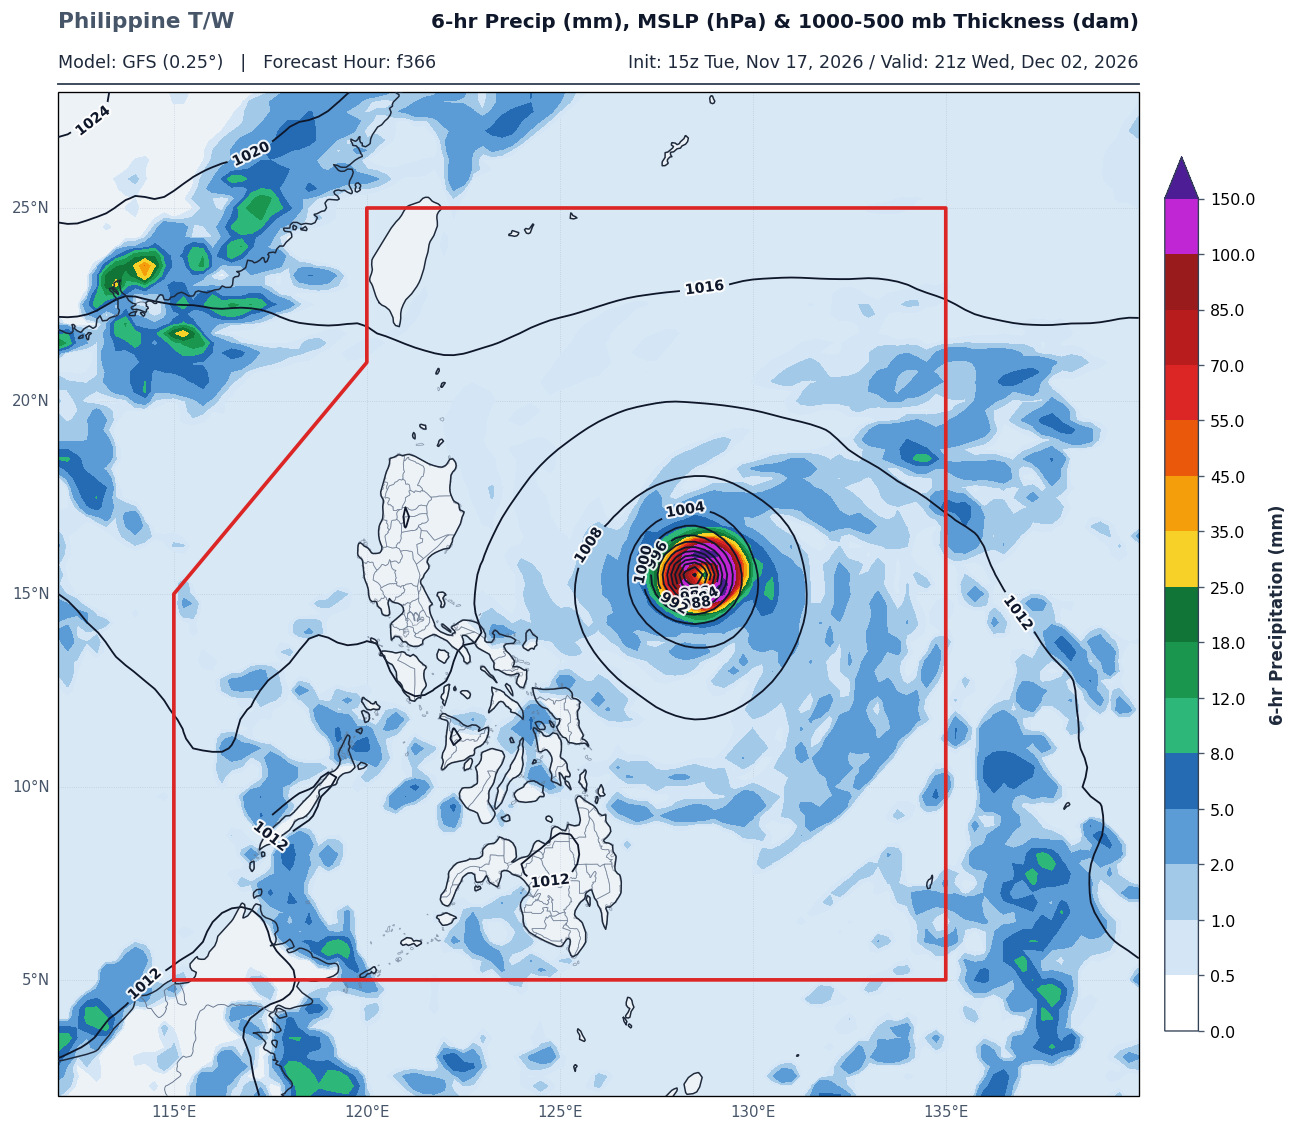 Philippine T/W
6-hr Precip (mm), MSLP (hPa) & 1000-500 mb Thickness (dam)
Model: GFS (0.25°) | Forecast Hour: f366
Init: 15z Tue, Nov 17, 2026 / Valid: 21z Wed, Dec 02, 2026
1024
1020
1016
1008
1004
1000
996
992
988
1012
1012
1012
1012
25°N
20°N
15°N
10°N
5°N
115°E
120°E
125°E
130°E
135°E
150.0
100.0
85.0
70.0
55.0
45.0
35.0
25.0
18.0
12.0
8.0
5.0
2.0
1.0
0.5
0.0
6-hr Precipitation (mm)